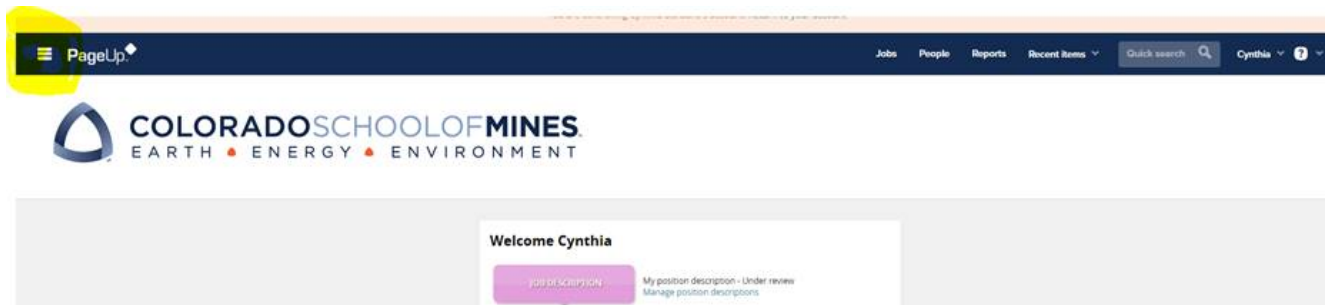 PageUp.
Jobs People Reports Recent items Quick search Cynthia ?
COLORADOSCHOOLOFMINES.
EARTH ENERGY ENVIRONMENT
Welcome Cynthia
JOB DESCRIPTION
My position description - Under review
Manage position descriptions